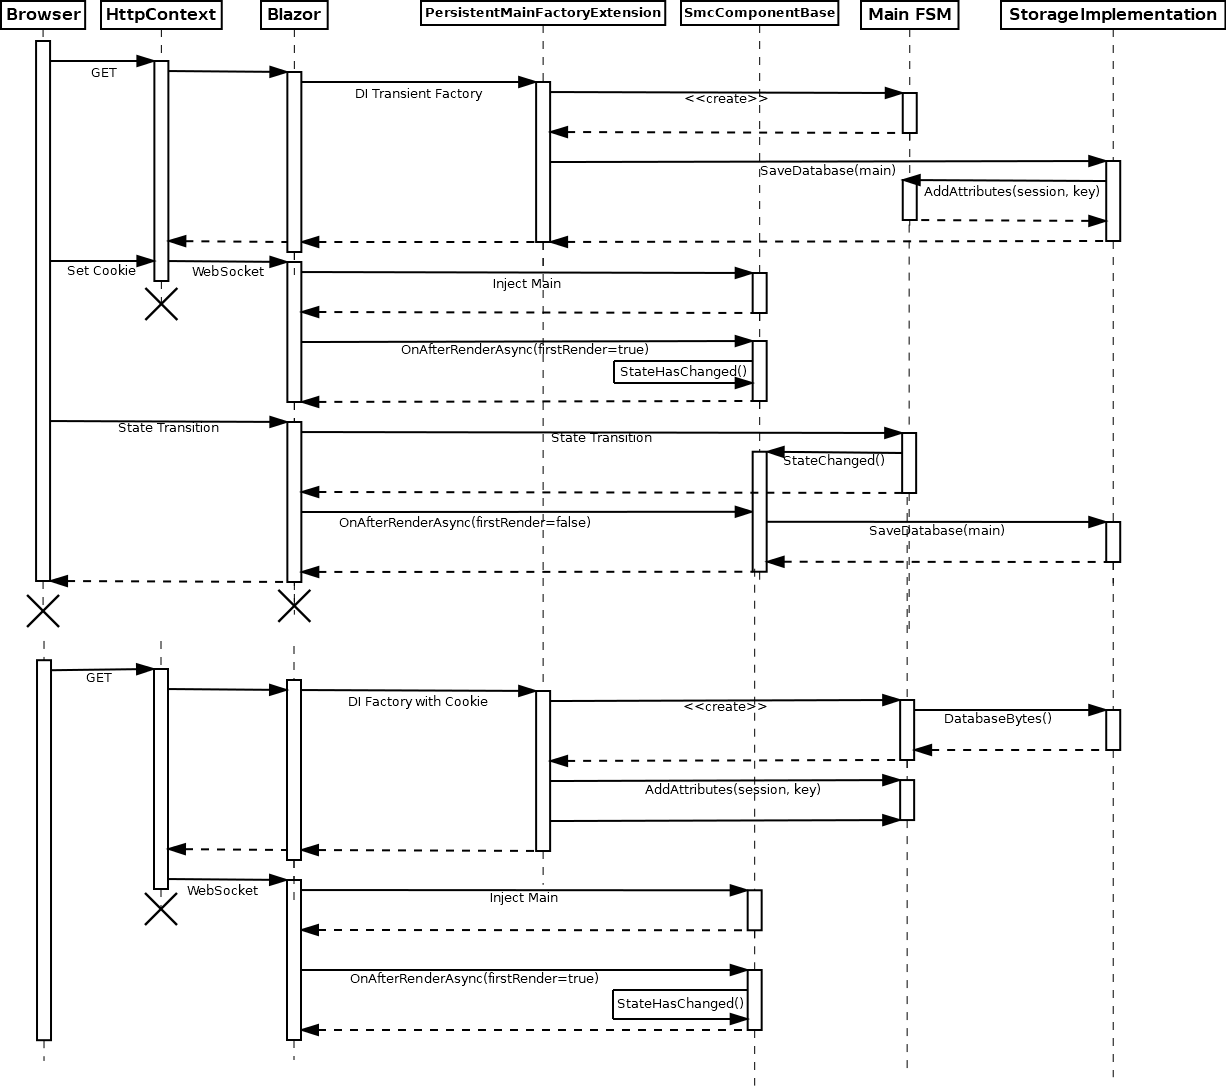 Browser
HttpContext
Blazor
PersistentMainFactoryExtension
SmcComponentBase
Main FSM
StorageImplementation
GET
DI Transient Factory
<<create>>
SaveDatabase(main)
AddAttributes(session, key)
Set Cookie
WebSocket
Inject Main
OnAfterRenderAsync(firstRender=true)
StateHasChanged()
State Transition
State Transition
StateChanged()
OnAfterRenderAsync(firstRender=false)
SaveDatabase(main)
GET
DI Factory with Cookie
<<create>>
DatabaseBytes()
AddAttributes(session, key)
WebSocket
Inject Main
OnAfterRenderAsync(firstRender=true)
StateHasChanged()